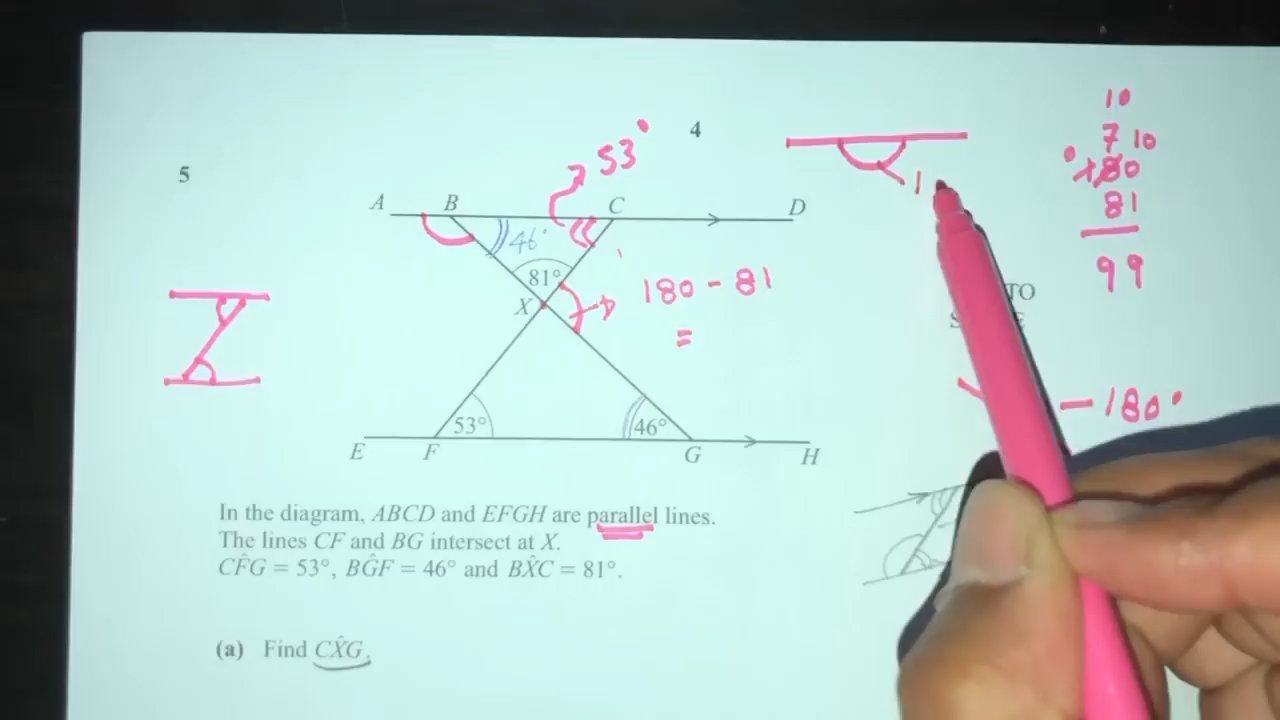 4
5
53°
10
7 10
180
81
99
A B C D
46°
81°
X
180 - 81
=
1
TO
- 180°
53° 46°
E F G H
In the diagram, ABCD and EFGH are parallel lines.
The lines CF and BG intersect at X.
CF̂G = 53°, BĜF = 46° and BX̂C = 81°.
(a) Find CX̂G.